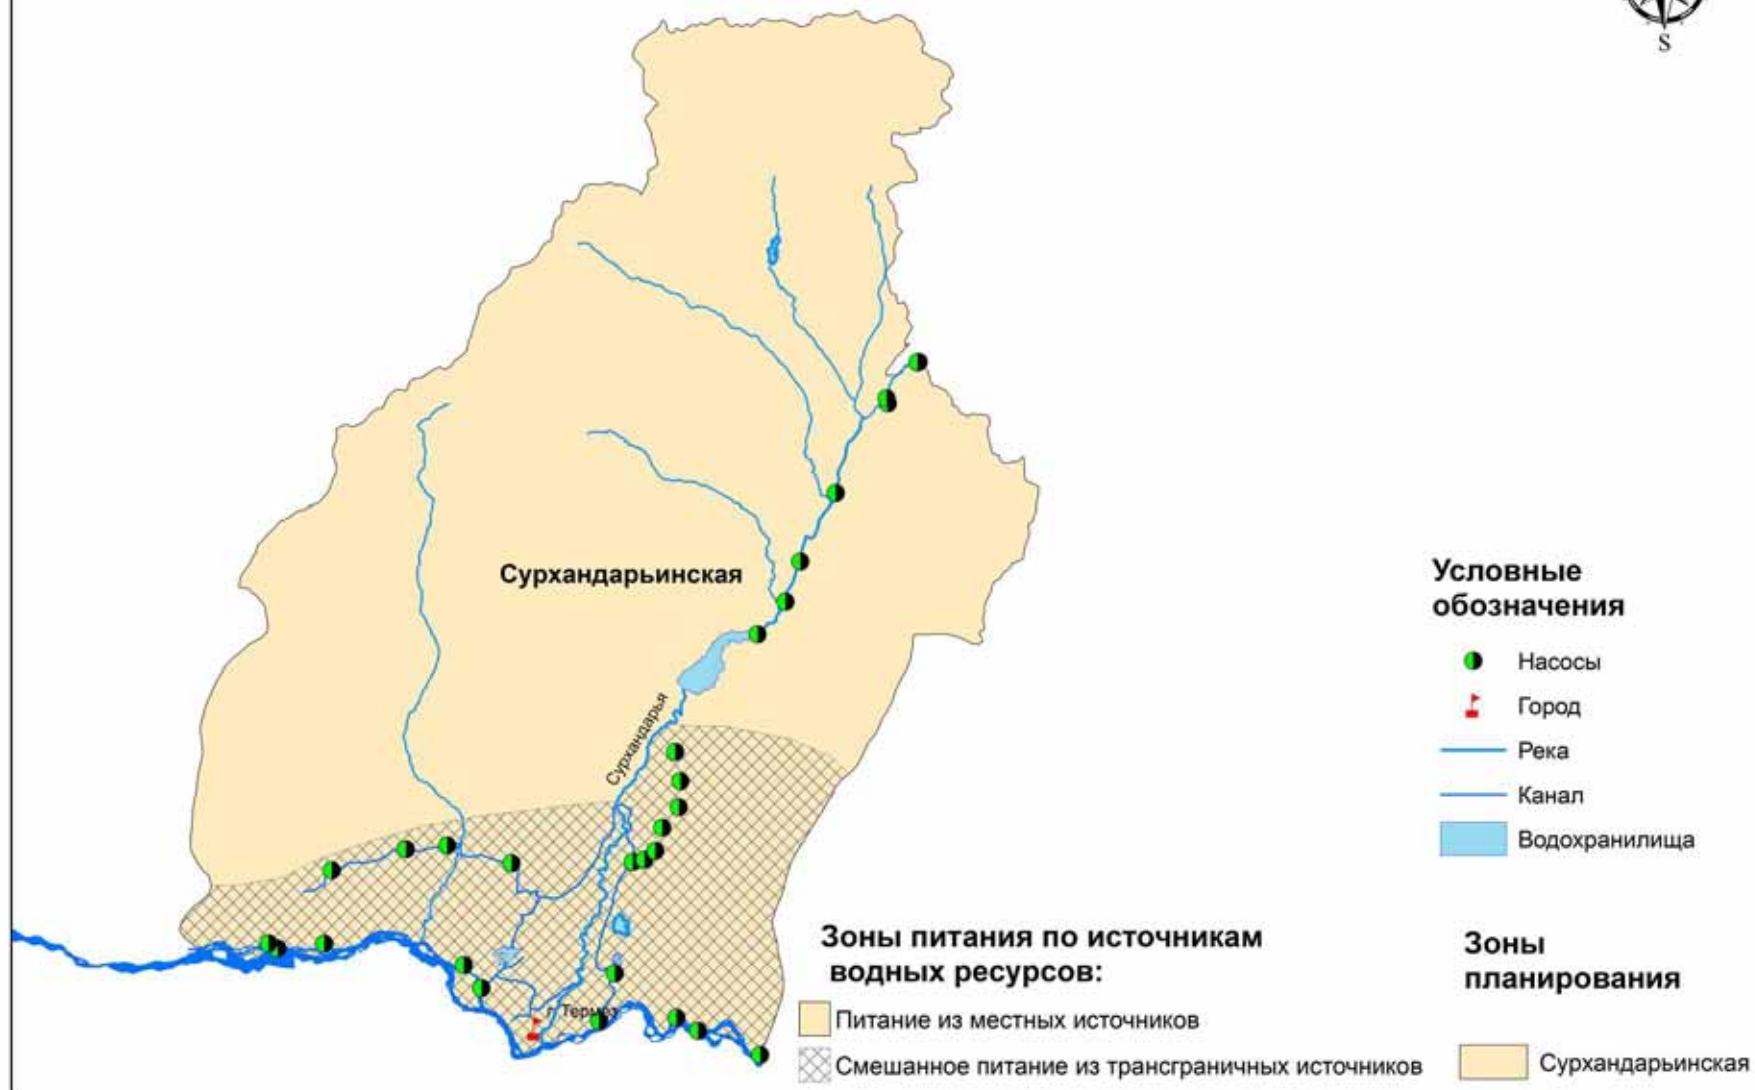 S
Сурхандарьинская
Сурхандарья
г. Термез
Условные
обозначения
Насосы
Город
Река
Канал
Водохранилища
Зоны питания по источникам
водных ресурсов:
Питание из местных источников
Смешанное питание из трансграничных источников
Зоны
планирования
Сурхандарьинская